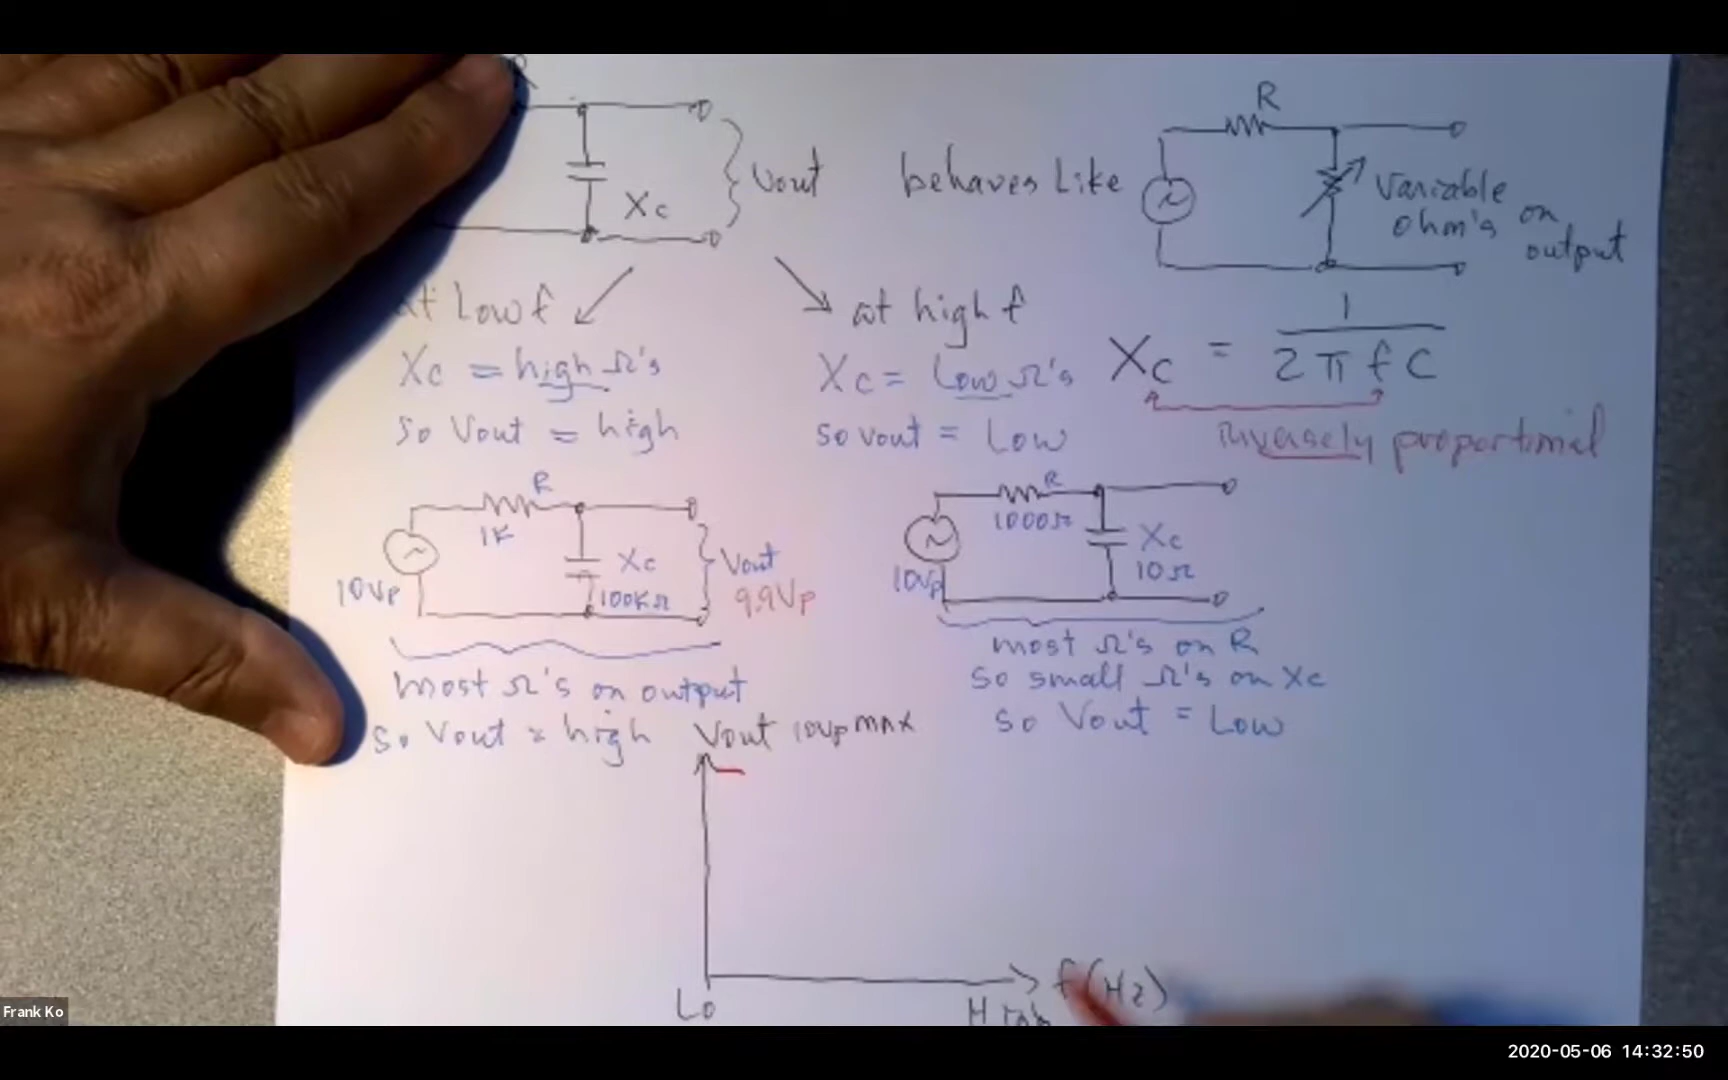 R
R
Xc
Vout
behaves Like
Variable
ohm's on
output
at Low f
Xc = high Ω's
so Vout = high
at high f
Xc = Low Ω's
so vout = Low
Xc = 1
2πfC
inversely proportional
R
1K
10Vp
Xc
100KΩ
Vout
9.9Vp
R
1000Ω
10Vp
Xc
10Ω
most Ω's on output
so Vout = high
most Ω's on R
so small Ω's on Xc
so Vout = Low
Vout 10Vp max
Lo
High
f(Hz)
Frank Ko
2020-05-06 14:32:50